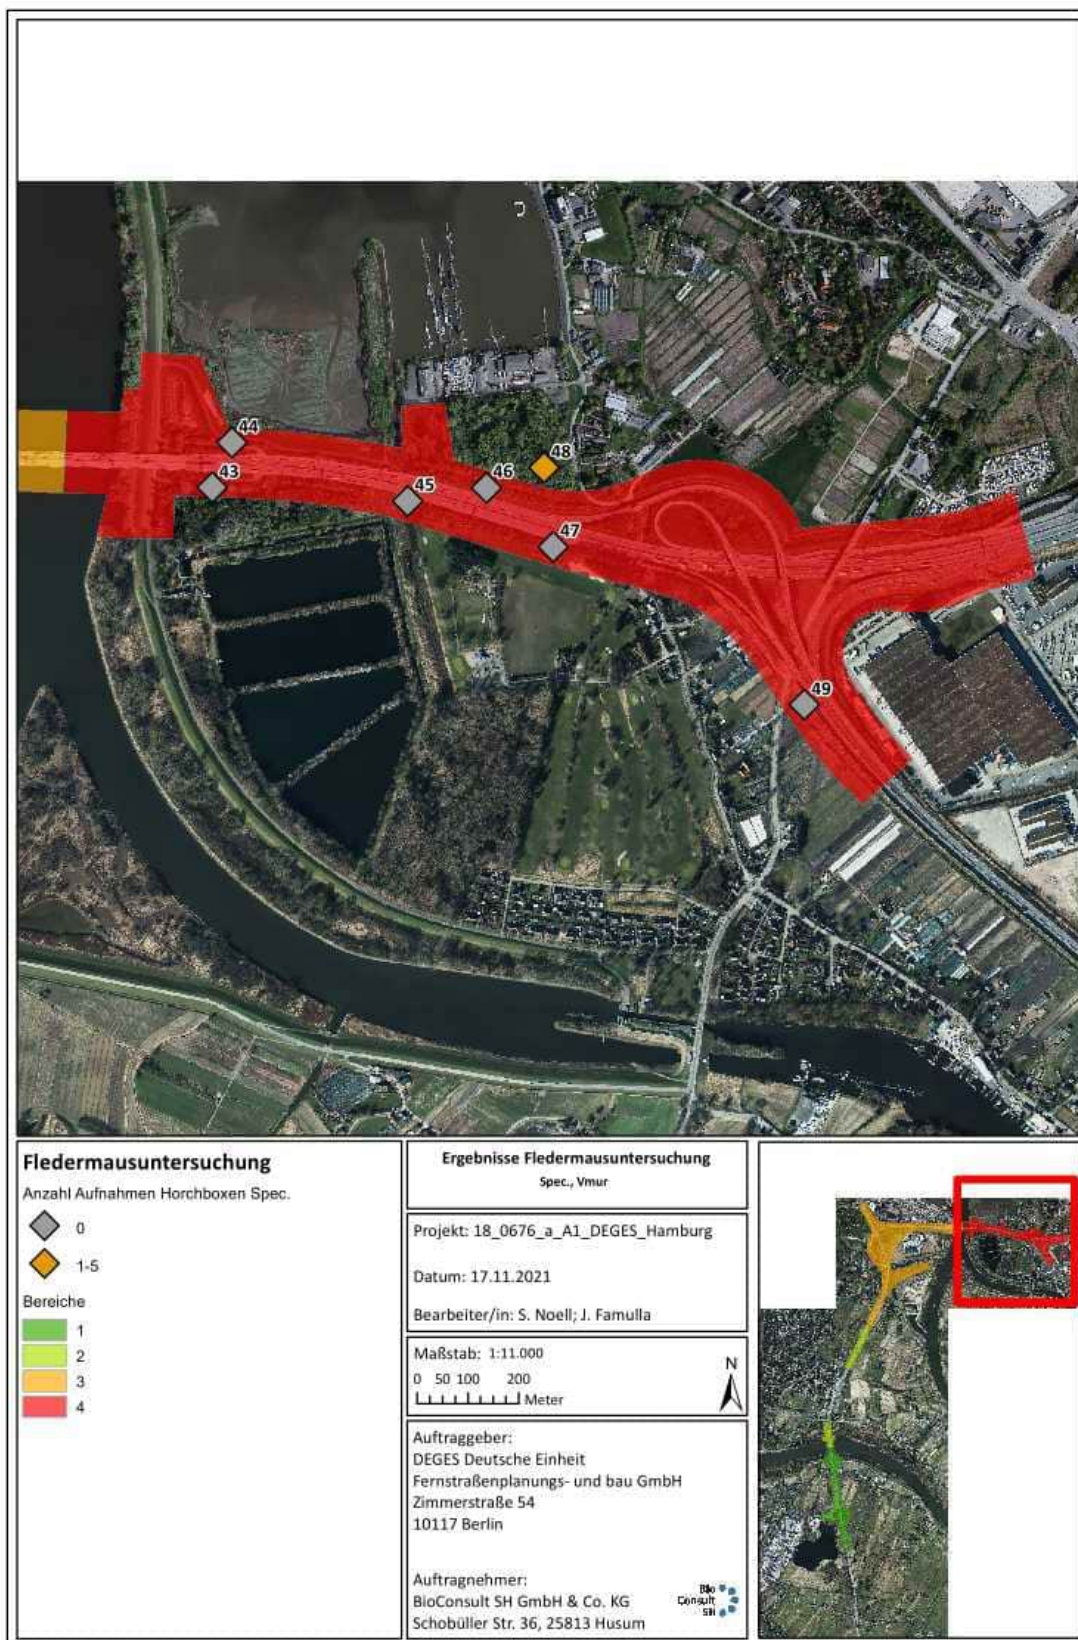 44
43
45
46
48
47
49
Fledermausuntersuchung
Anzahl Aufnahmen Horchboxen Spec.
0
1-5
Bereiche
1
2
3
4
Ergebnisse Fledermausuntersuchung
Spec., Vmur
Projekt: 18_0676_a_A1_DEGES_Hamburg
Datum: 17.11.2021
Bearbeiter/in: S. Noell; J. Famulla
Maßstab: 1:11.000
0 50 100 200
Meter
N
Auftraggeber:
DEGES Deutsche Einheit
Fernstraßenplanungs- und bau GmbH
Zimmerstraße 54
10117 Berlin
Auftragnehmer:
BioConsult SH GmbH & Co. KG
Schobüller Str. 36, 25813 Husum
Bio
Consult
SH